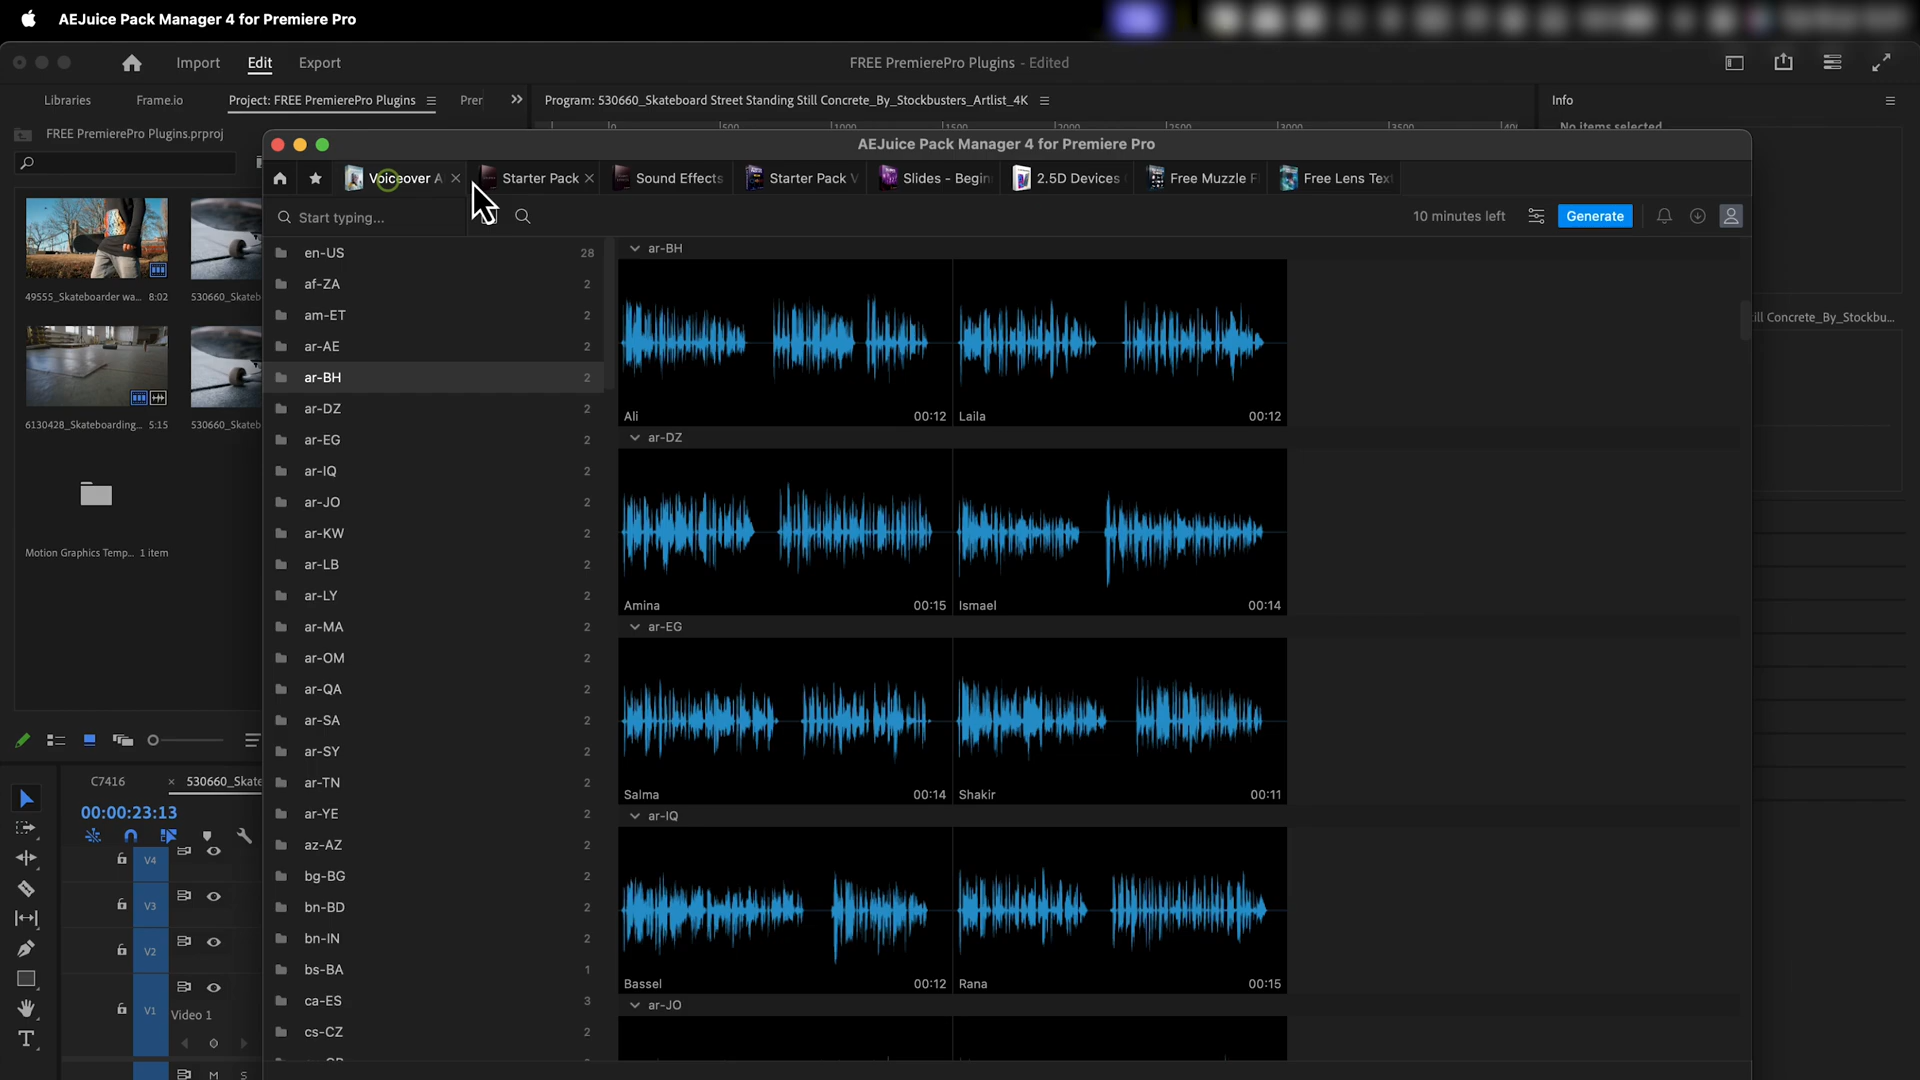 AEJuice Pack Manager 4 for Premiere Pro
Import
Edit
Export
FREE PremierePro Plugins - Edited
Libraries
Frame.io
Project: FREE PremierePro Plugins
Program: 530660_Skateboard Street Standing Still Concrete_By_Stockbusters_Artlist_4K
Info
FREE PremierePro Plugins.prproj
No items selected
AEJuice Pack Manager 4 for Premiere Pro
Voiceover A
Starter Pack
Sound Effects
Starter Pack V
Slides - Begin
2.5D Devices
Free Muzzle F
Free Lens Text
Start typing...
10 minutes left
Generate
49555_Skateboarder wa... 8:02
530660_Skateb
6130428_Skateboarding... 5:15
530660_Skateb
Motion Graphics Temp... 1 item
ill Concrete_By_Stockbu...
en-US 28
af-ZA 2
am-ET 2
ar-AE 2
ar-BH 2
ar-DZ 2
ar-EG 2
ar-IQ 2
ar-JO 2
ar-KW 2
ar-LB 2
ar-LY 2
ar-MA 2
ar-OM 2
ar-QA 2
ar-SA 2
ar-SY 2
ar-TN 2
ar-YE 2
az-AZ 2
bg-BG 2
bn-BD 2
bn-IN 2
bs-BA 1
ca-ES 3
cs-CZ 2
ar-BH
Ali 00:12
Laila 00:12
ar-DZ
Amina 00:15
Ismael 00:14
ar-EG
Salma 00:14
Shakir 00:11
ar-IQ
Bassel 00:12
Rana 00:15
ar-JO
C7416
530660_Skate
00:00:23:13
V4
V3
V2
V1
Video 1
M S